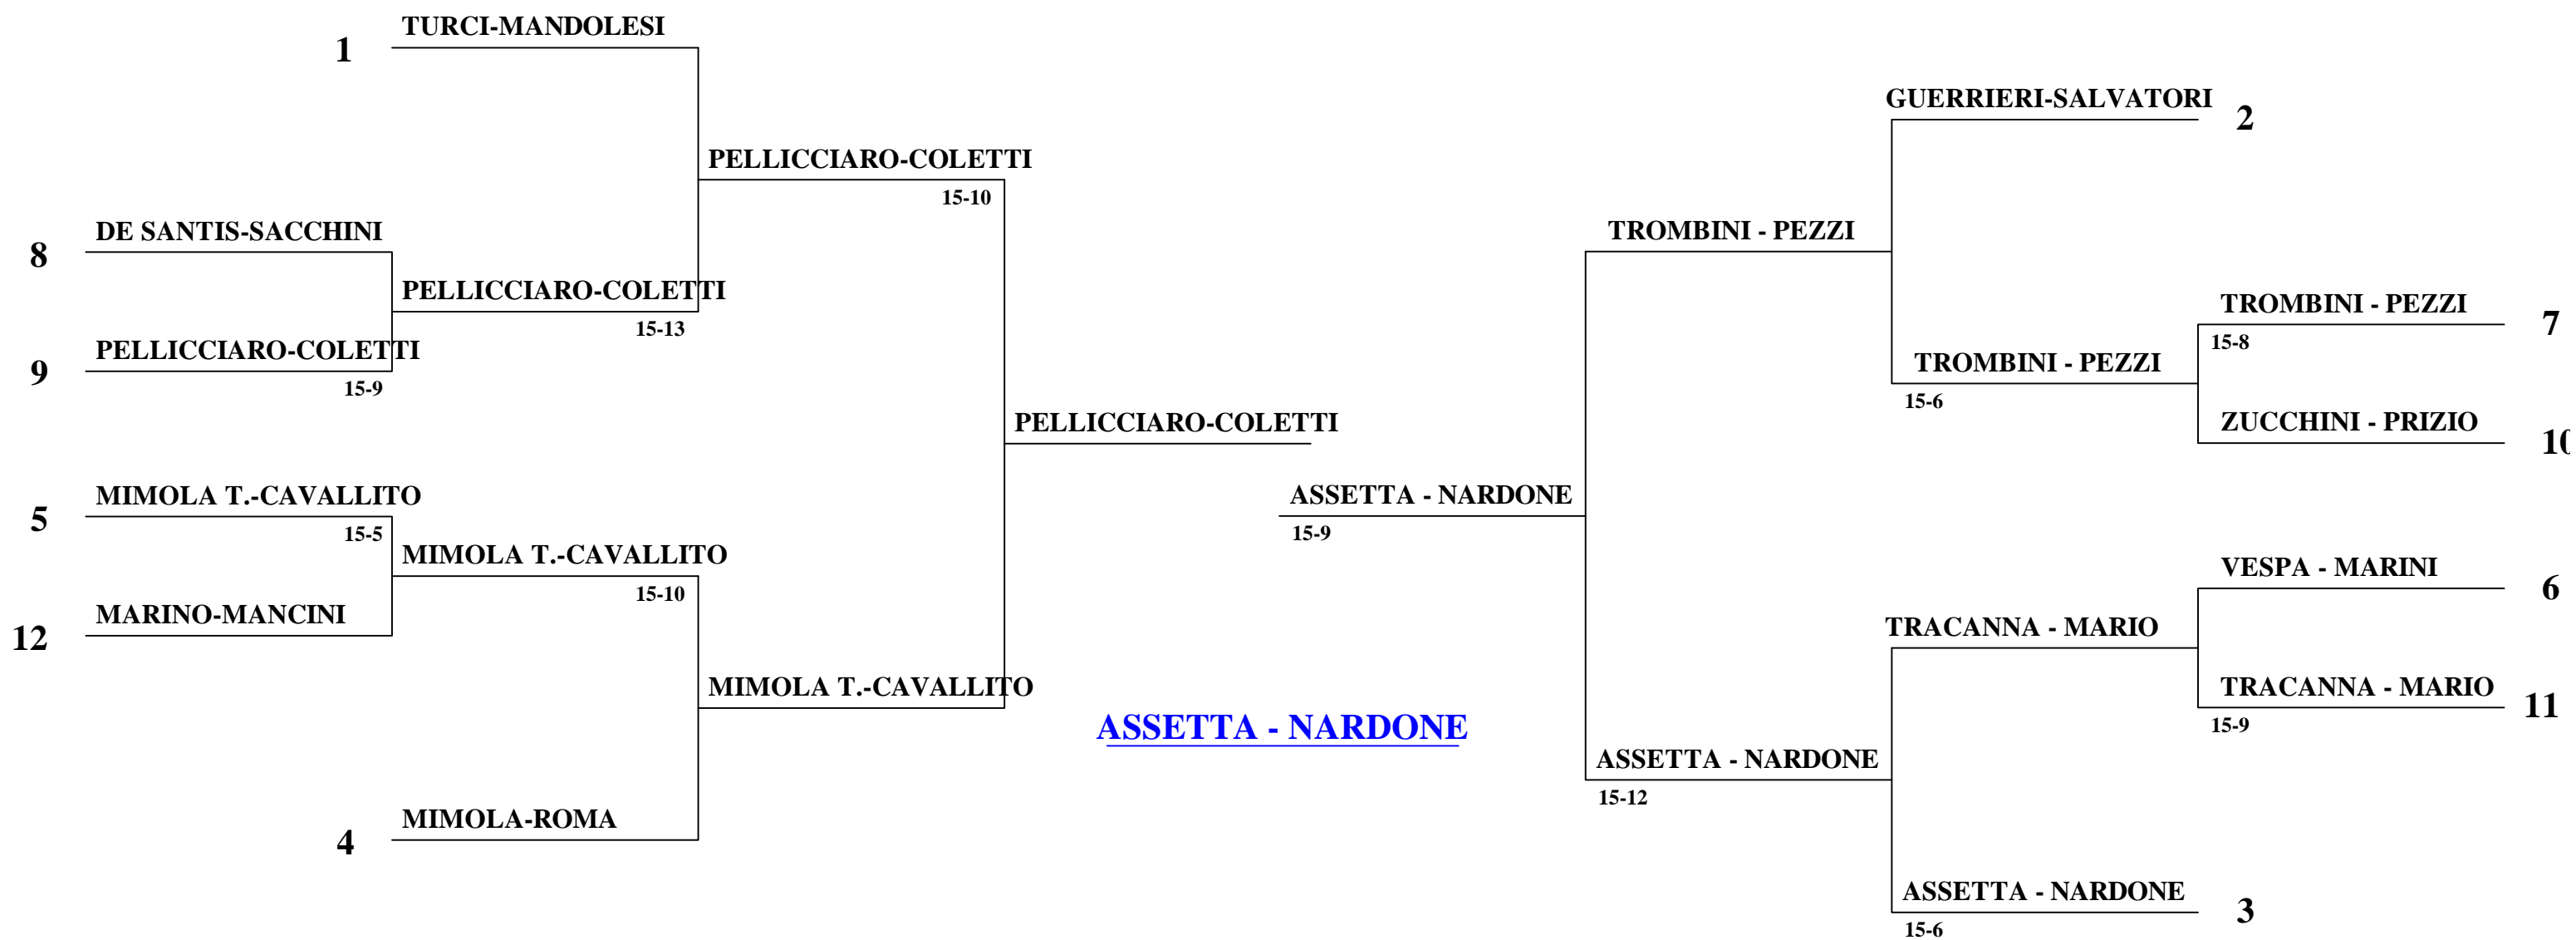 TURCI-MANDOLESI
1
GUERRIERI-SALVATORI
2
PELLICCIARO-COLETTI
15-10
DE SANTIS-SACCHINI
8
TROMBINI - PEZZI
PELLICCIARO-COLETTI
15-13
TROMBINI - PEZZI
7
15-8
PELLICCIARO-COLETTI
9
15-9
TROMBINI - PEZZI
15-6
PELLICCIARO-COLETTI
ZUCCHINI - PRIZIO
10
MIMOLA T.-CAVALLITO
5
15-5
ASSETTA - NARDONE
15-9
MIMOLA T.-CAVALLITO
15-10
VESPA - MARINI
6
MARINO-MANCINI
12
TRACANNA - MARIO
MIMOLA T.-CAVALLITO
TRACANNA - MARIO
11
15-9
ASSETTA - NARDONE
ASSETTA - NARDONE
15-12
MIMOLA-ROMA
4
ASSETTA - NARDONE
3
15-6